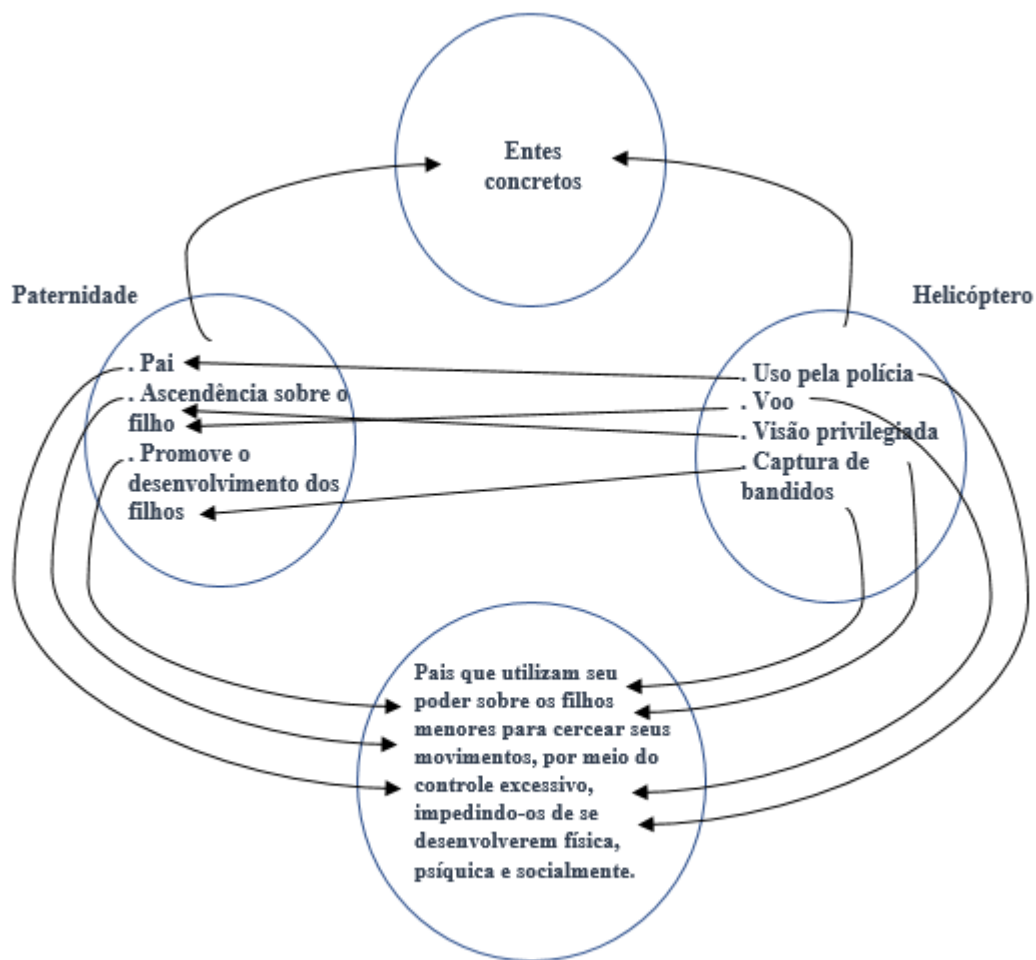 Entes
concretos
Paternidade
Helicóptero
. Pai
. Ascendência sobre o
filho
. Promove o
desenvolvimento dos
filhos
. Uso pela polícia
. Voo
. Visão privilegiada
. Captura de
bandidos
Pais que utilizam seu
poder sobre os filhos
menores para cercear seus
movimentos, por meio do
controle excessivo,
impedindo-os de se
desenvolverem física,
psíquica e socialmente.